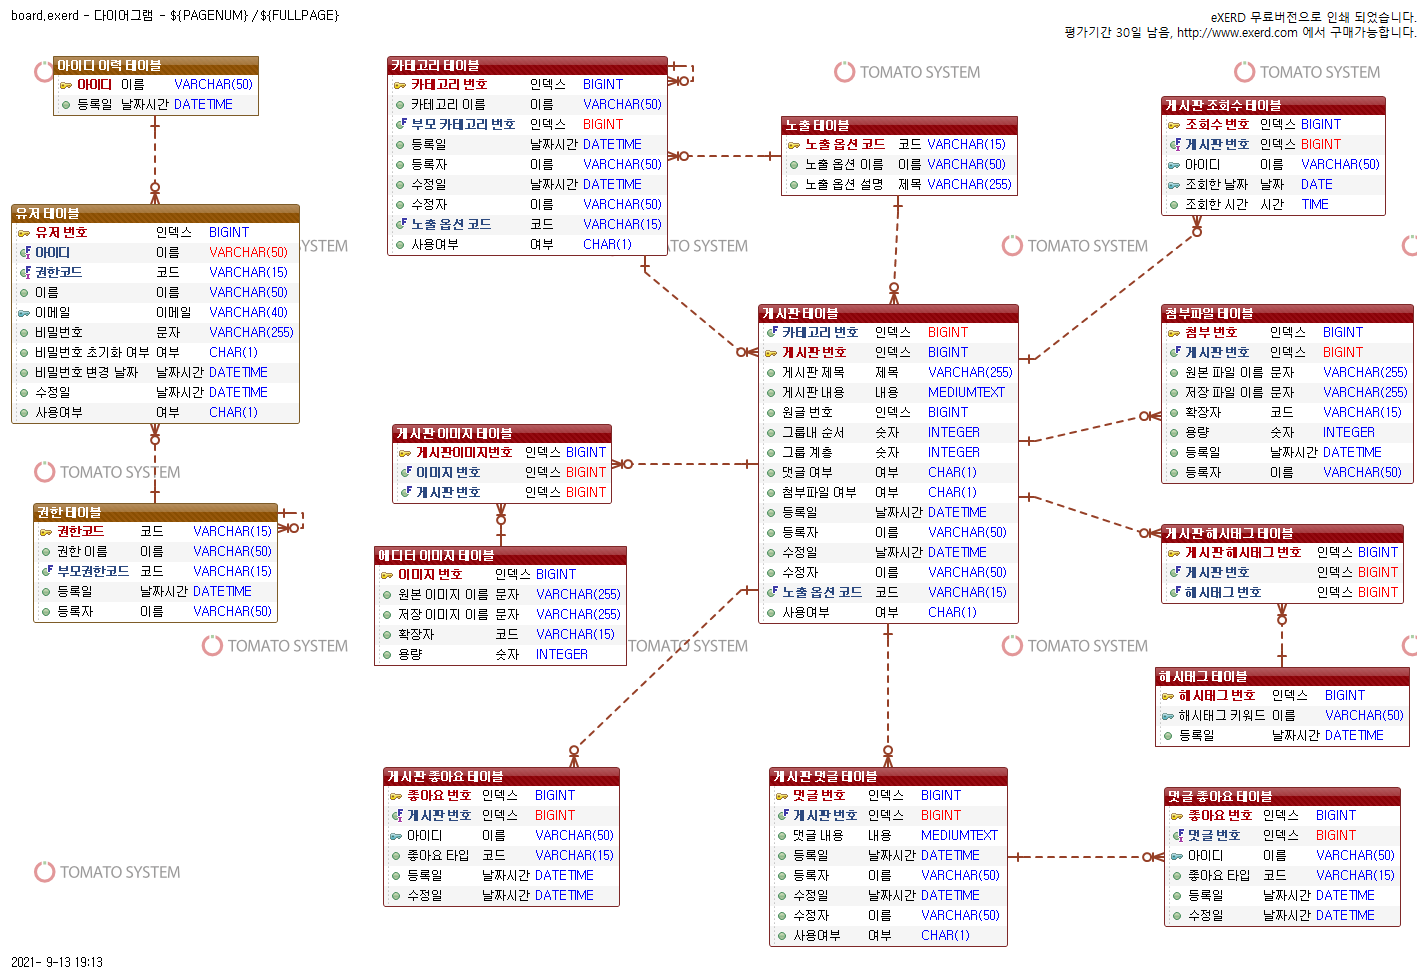 board.exerd - 다이어그램 - ${PAGENUM} / ${FULLPAGE}
eXERD 무료버전으로 인쇄 되었습니다.
평가기간 30일 남음, http://www.exerd.com 에서 구매가능합니다.
아이디 이력 테이블
아이디 이름 VARCHAR(50)
등록일 날짜시간 DATETIME
유저 테이블
유저 번호 인덱스 BIGINT
아이디 이름 VARCHAR(50)
권한코드 코드 VARCHAR(15)
이름 이름 VARCHAR(50)
이메일 이메일 VARCHAR(40)
비밀번호 문자 VARCHAR(255)
비밀번호 초기화 여부 여부 CHAR(1)
비밀번호 변경 날짜 날짜시간 DATETIME
수정일 날짜시간 DATETIME
사용여부 여부 CHAR(1)
권한 테이블
권한코드 코드 VARCHAR(15)
권한 이름 이름 VARCHAR(50)
부모권한코드 코드 VARCHAR(15)
등록일 날짜시간 DATETIME
등록자 이름 VARCHAR(50)
카테고리 테이블
카테고리 번호 인덱스 BIGINT
카테고리 이름 이름 VARCHAR(50)
부모 카테고리 번호 인덱스 BIGINT
등록일 날짜시간 DATETIME
등록자 이름 VARCHAR(50)
수정일 날짜시간 DATETIME
수정자 이름 VARCHAR(50)
노출 옵션 코드 코드 VARCHAR(15)
사용여부 여부 CHAR(1)
노출 테이블
노출 옵션 코드 코드 VARCHAR(15)
노출 옵션 이름 이름 VARCHAR(50)
노출 옵션 설명 제목 VARCHAR(255)
게시판 조회수 테이블
조회수 번호 인덱스 BIGINT
게시판 번호 인덱스 BIGINT
아이디 이름 VARCHAR(50)
조회한 날짜 날짜 DATE
조회한 시간 시간 TIME
게시판 테이블
카테고리 번호 인덱스 BIGINT
게시판 번호 인덱스 BIGINT
게시판 제목 제목 VARCHAR(255)
게시판 내용 내용 MEDIUMTEXT
원글 번호 인덱스 BIGINT
그룹내 순서 숫자 INTEGER
그룹 계층 숫자 INTEGER
댓글 여부 여부 CHAR(1)
첨부파일 여부 여부 CHAR(1)
등록일 날짜시간 DATETIME
등록자 이름 VARCHAR(50)
수정일 날짜시간 DATETIME
수정자 이름 VARCHAR(50)
노출 옵션 코드 코드 VARCHAR(15)
사용여부 여부 CHAR(1)
첨부파일 테이블
첨부 번호 인덱스 BIGINT
게시판 번호 인덱스 BIGINT
원본 파일 이름 문자 VARCHAR(255)
저장 파일 이름 문자 VARCHAR(255)
확장자 코드 VARCHAR(15)
용량 숫자 INTEGER
등록일 날짜시간 DATETIME
등록자 이름 VARCHAR(50)
게시판 이미지 테이블
게시판이미지번호 인덱스 BIGINT
이미지 번호 인덱스 BIGINT
게시판 번호 인덱스 BIGINT
에디터 이미지 테이블
이미지 번호 인덱스 BIGINT
원본 이미지 이름 문자 VARCHAR(255)
저장 이미지 이름 문자 VARCHAR(255)
확장자 코드 VARCHAR(15)
용량 숫자 INTEGER
게시판 해시태그 테이블
게시판 해시태그 번호 인덱스 BIGINT
게시판 번호 인덱스 BIGINT
해시태그 번호 인덱스 BIGINT
해시태그 테이블
해시태그 번호 인덱스 BIGINT
해시태그 키워드 이름 VARCHAR(50)
등록일 날짜시간 DATETIME
게시판 좋아요 테이블
좋아요 번호 인덱스 BIGINT
게시판 번호 인덱스 BIGINT
아이디 이름 VARCHAR(50)
좋아요 타입 코드 VARCHAR(15)
등록일 날짜시간 DATETIME
수정일 날짜시간 DATETIME
게시판 댓글 테이블
댓글 번호 인덱스 BIGINT
게시판 번호 인덱스 BIGINT
댓글 내용 내용 MEDIUMTEXT
등록일 날짜시간 DATETIME
등록자 이름 VARCHAR(50)
수정일 날짜시간 DATETIME
수정자 이름 VARCHAR(50)
사용여부 여부 CHAR(1)
댓글 좋아요 테이블
좋아요 번호 인덱스 BIGINT
댓글 번호 인덱스 BIGINT
아이디 이름 VARCHAR(50)
좋아요 타입 코드 VARCHAR(15)
등록일 날짜시간 DATETIME
수정일 날짜시간 DATETIME
TOMATO SYSTEM
TOMATO SYSTEM
YSTEM
TO SYSTEM
TOMATO SYSTEM
TOMATO SYSTEM
TOMATO SYSTEM
TOMATO SYSTEM
TOMATO SYSTEM
TOMATO SYSTEM
2021- 9-13 19:13